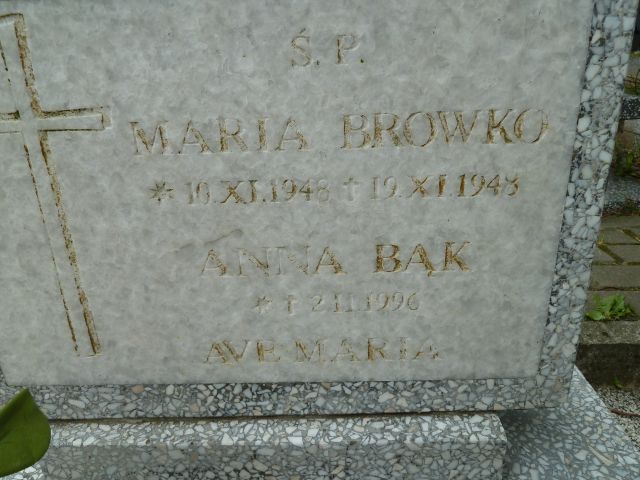 Ś.P.
MARIA BROWKO
* 10.XI.1948 † 19.XI.1948
ANNA BĄK
* † 2.II.1996
AVE MARIA